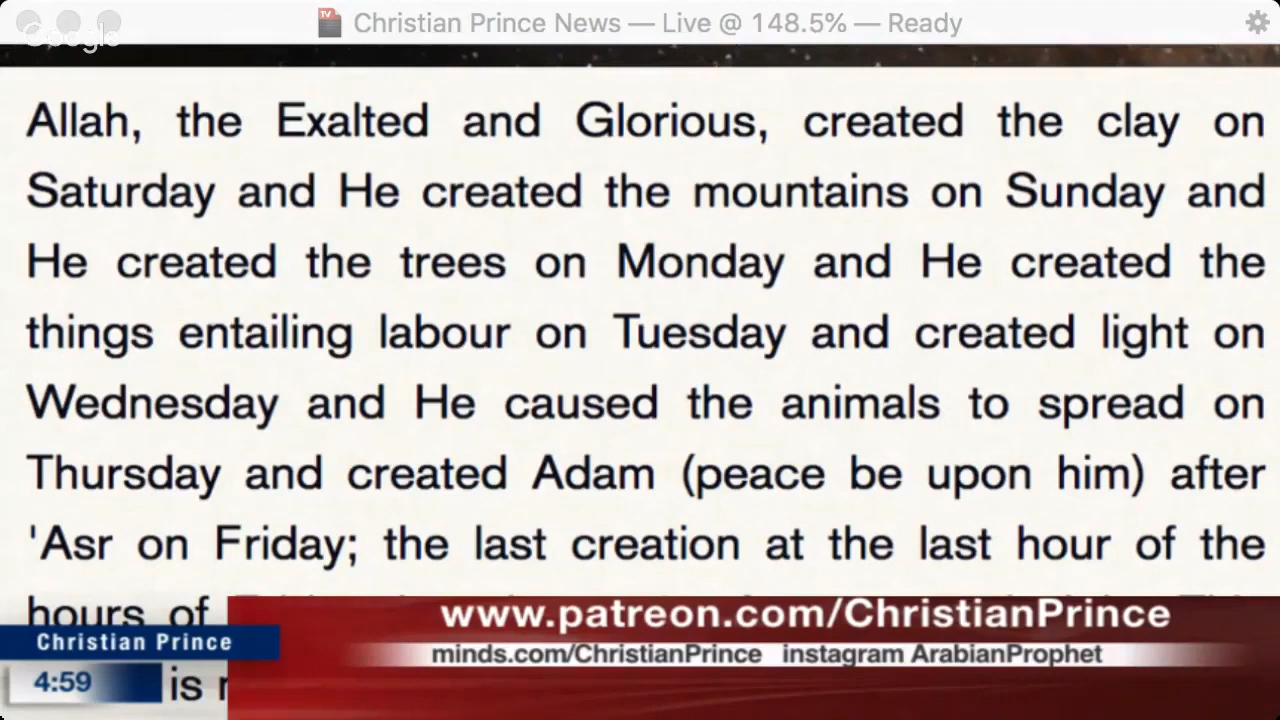 Christian Prince News — Live @ 148.5% — Ready
Google
Allah, the Exalted and Glorious, created the clay on
Saturday and He created the mountains on Sunday and
He created the trees on Monday and He created the
things entailing labour on Tuesday and created light on
Wednesday and He caused the animals to spread on
Thursday and created Adam (peace be upon him) after
'Asr on Friday; the last creation at the last hour of the
hours of
www.patreon.com/ChristianPrince
Christian Prince
minds.com/ChristianPrince instagram ArabianProphet
4:59
is